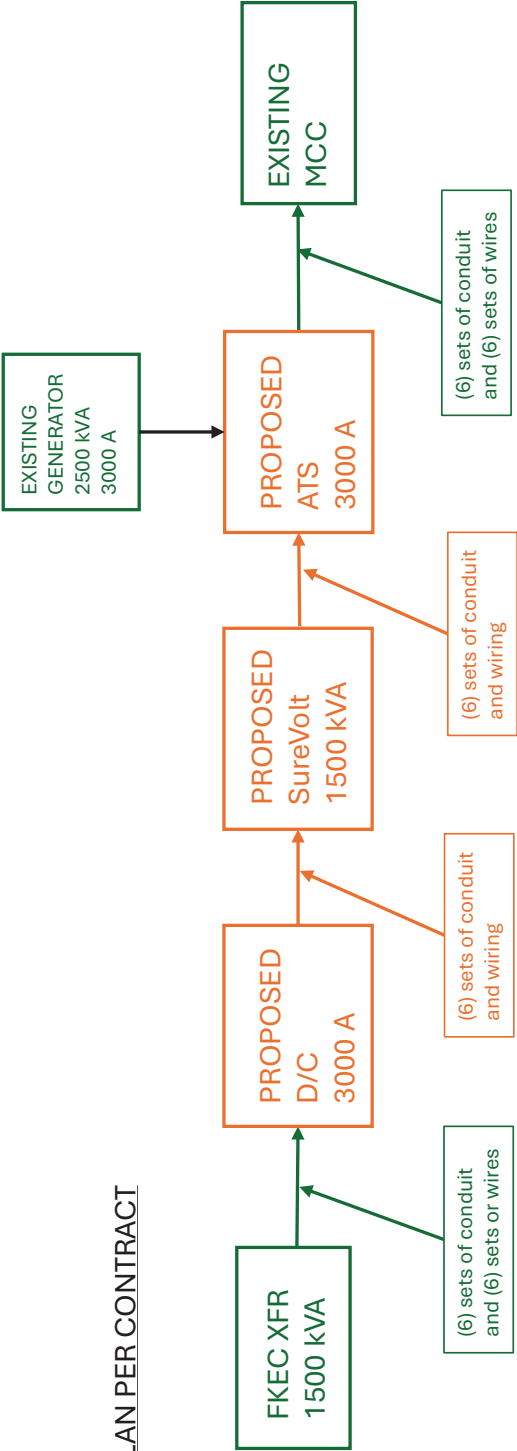 .AN PER CONTRACT
EXISTING
GENERATOR
2500 kVA
3000 A
FKEC XFR
1500 kVA
PROPOSED
D/C
3000 A
PROPOSED
SureVolt
1500 kVA
PROPOSED
ATS
3000 A
EXISTING
MCC
(6) sets of conduit
and (6) sets or wires
(6) sets of conduit
and wiring
(6) sets of conduit
and wiring
(6) sets of conduit
and (6) sets of wires